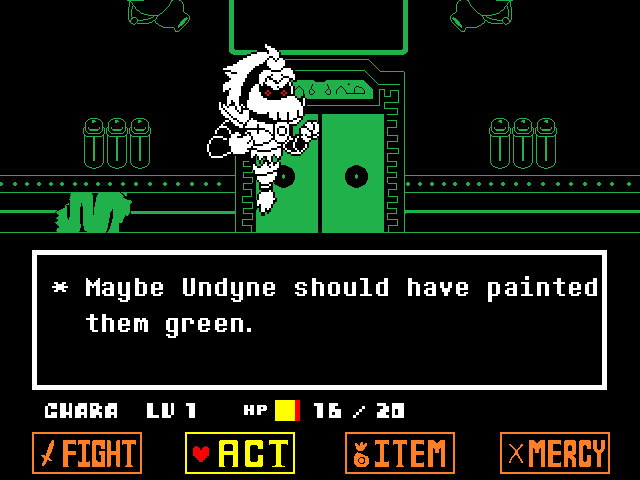 * Maybe Undyne should have painted
them green.
CHARA LV 1 HP 16 / 20
FIGHT ACT ITEM MERCY